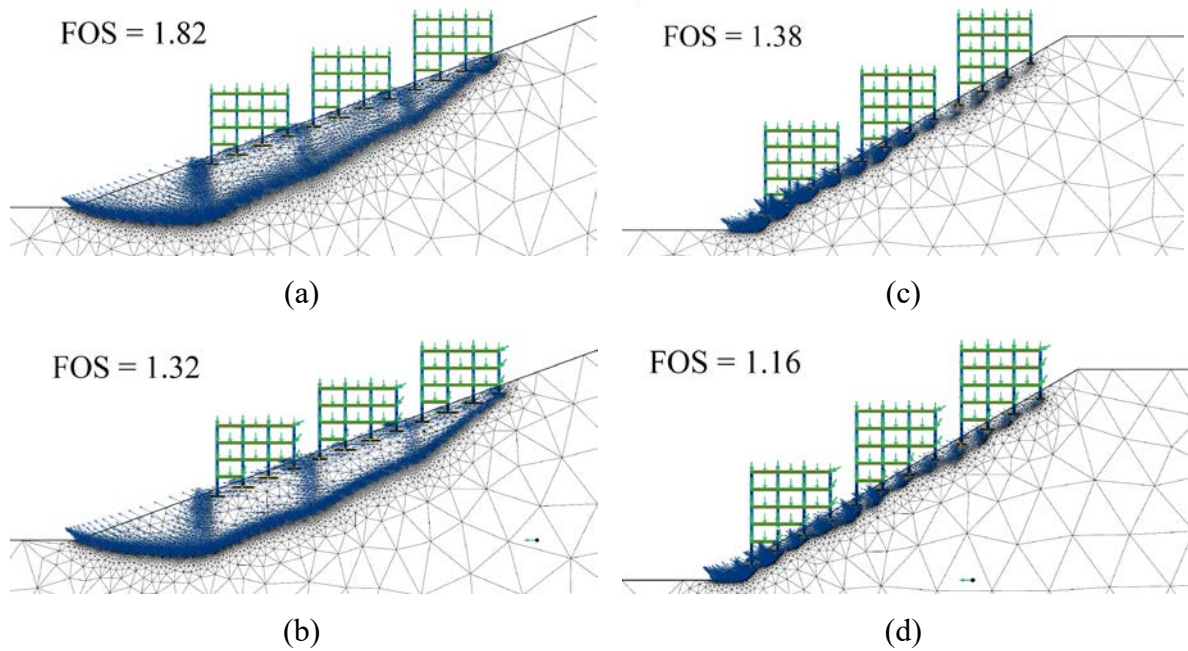 FOS = 1.82
FOS = 1.38
(a)
(c)
FOS = 1.32
FOS = 1.16
(b)
(d)